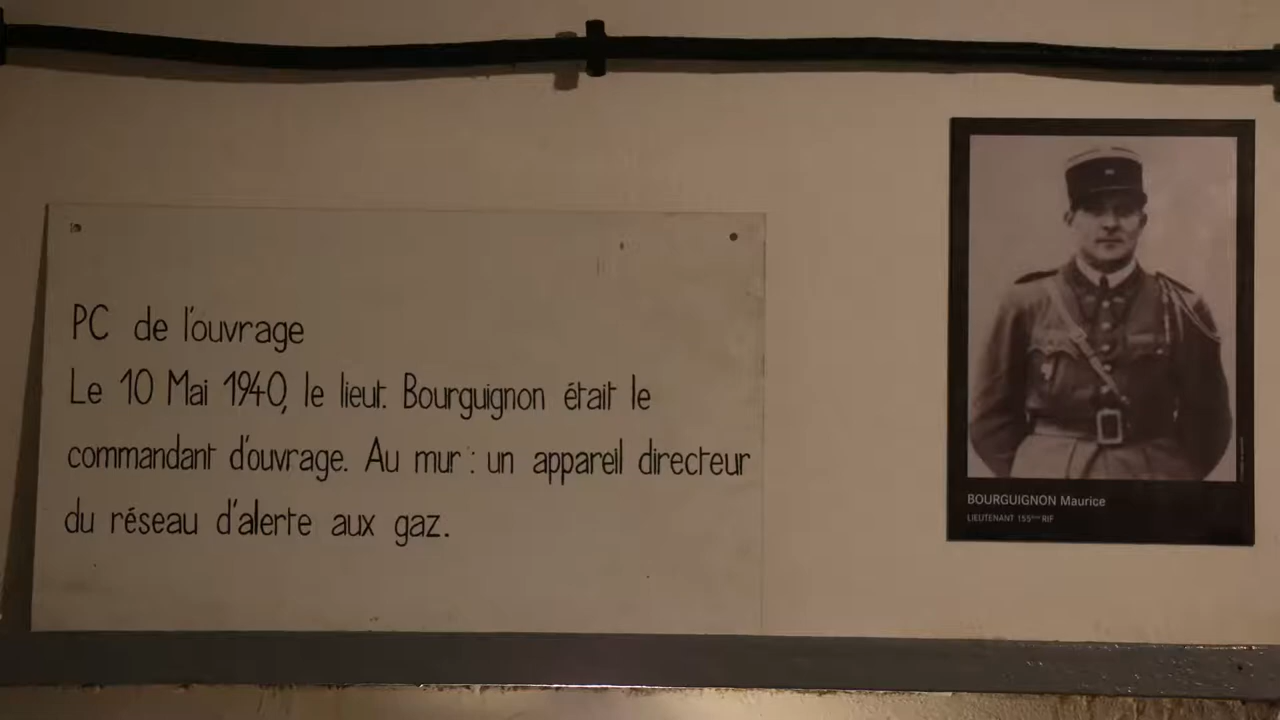 PC de l'ouvrage
Le 10 Mai 1940, le lieut. Bourguignon était le
commandant d'ouvrage. Au mur : un appareil directeur
du réseau d'alerte aux gaz.
BOURGUIGNON Maurice
LIEUTENANT 155ème RIF